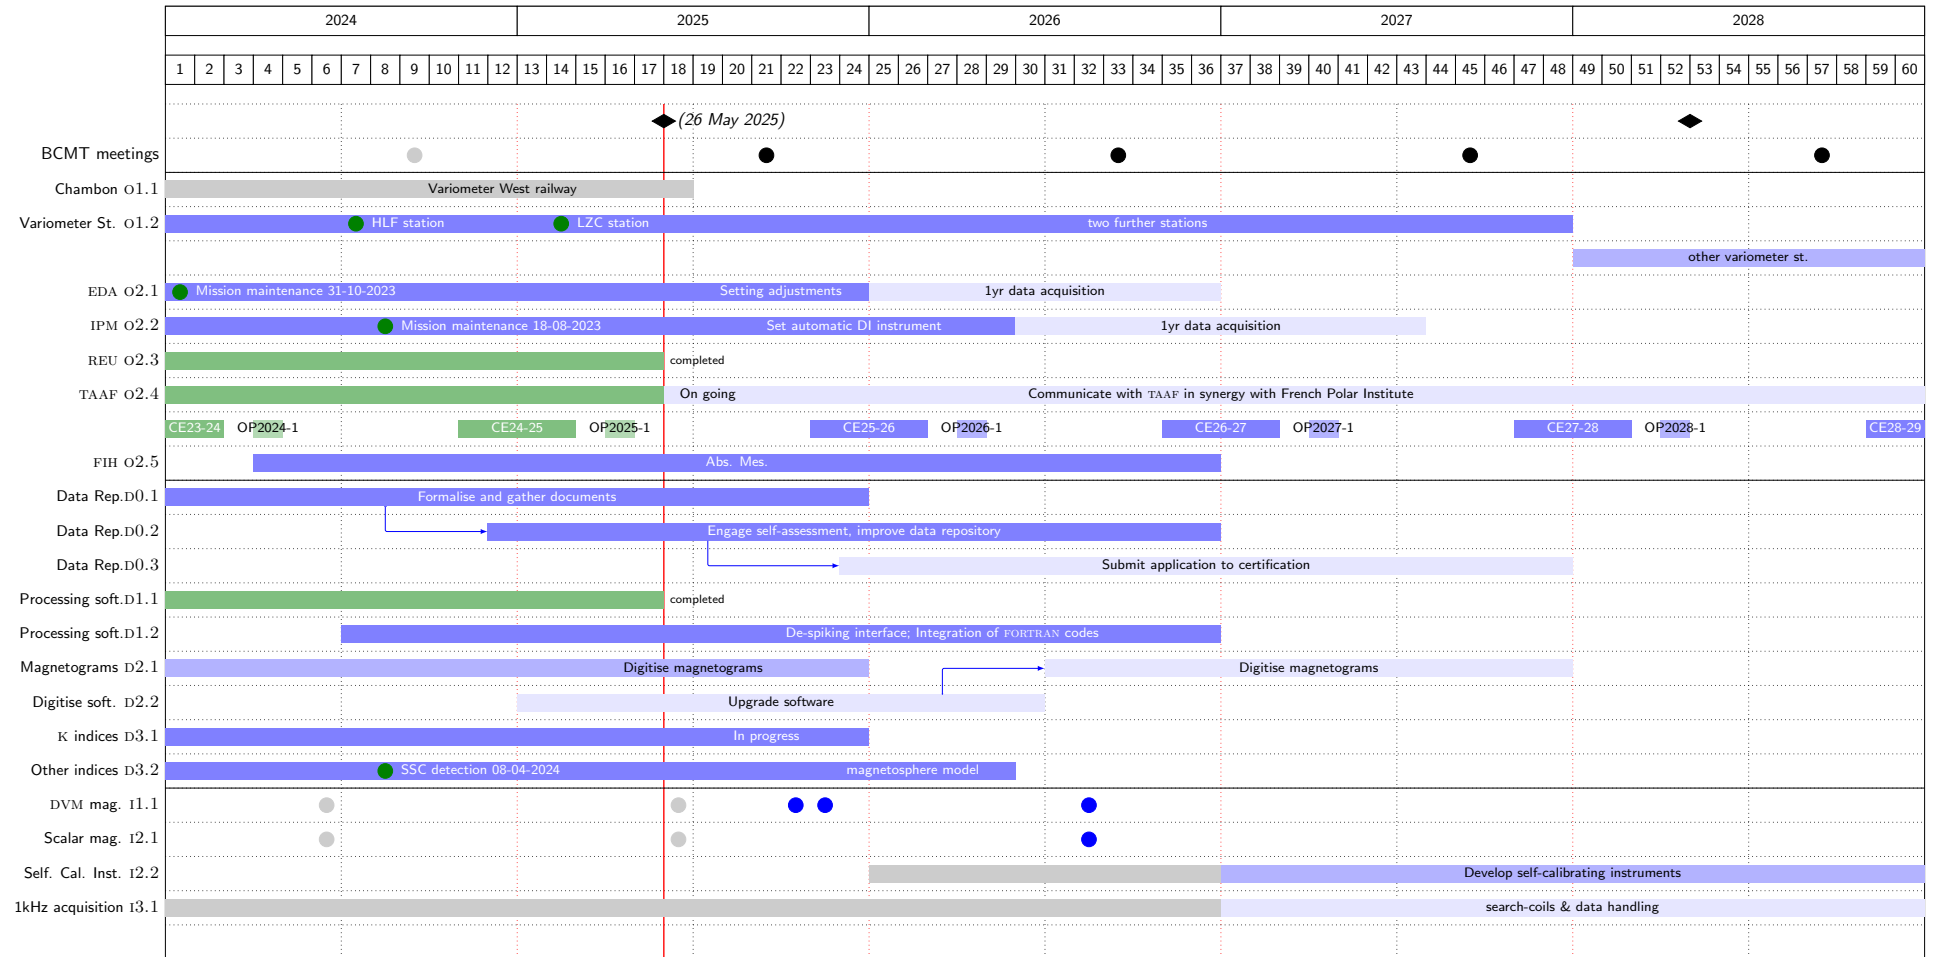 2024 2025 2026 2027 2028
1 2 3 4 5 6 7 8 9 10 11 12 13 14 15 16 17 18 19 20 21 22 23 24 25 26 27 28 29 30 31 32 33 34 35 36 37 38 39 40 41 42 43 44 45 46 47 48 49 50 51 52 53 54 55 56 57 58 59 60
(26 May 2025)
BCMT meetings
Chambon O1.1 Variometer West railway
Variometer St. O1.2 HLF station LZC station two further stations
other variometer st.
EDA O2.1 Mission maintenance 31-10-2023 Setting adjustments 1yr data acquisition
IPM O2.2 Mission maintenance 18-08-2023 Set automatic DI instrument 1yr data acquisition
REU O2.3 completed
TAAF O2.4 On going Communicate with TAAF in synergy with French Polar Institute
CE23-24 OP2024-1 CE24-25 OP2025-1 CE25-26 OP2026-1 CE26-27 OP2027-1 CE27-28 OP2028-1 CE28-29
FIH O2.5 Abs. Mes.
Data Rep.D0.1 Formalise and gather documents
Data Rep.D0.2 Engage self-assessment, improve data repository
Data Rep.D0.3 Submit application to certification
Processing soft.D1.1 completed
Processing soft.D1.2 De-spiking interface; Integration of FORTRAN codes
Magnetograms D2.1 Digitise magnetograms Digitise magnetograms
Digitise soft. D2.2 Upgrade software
K indices D3.1 In progress
Other indices D3.2 SSC detection 08-04-2024 magnetosphere model
DVM mag. I1.1
Scalar mag. I2.1
Self. Cal. Inst. I2.2 Develop self-calibrating instruments
1kHz acquisition I3.1 search-coils & data handling